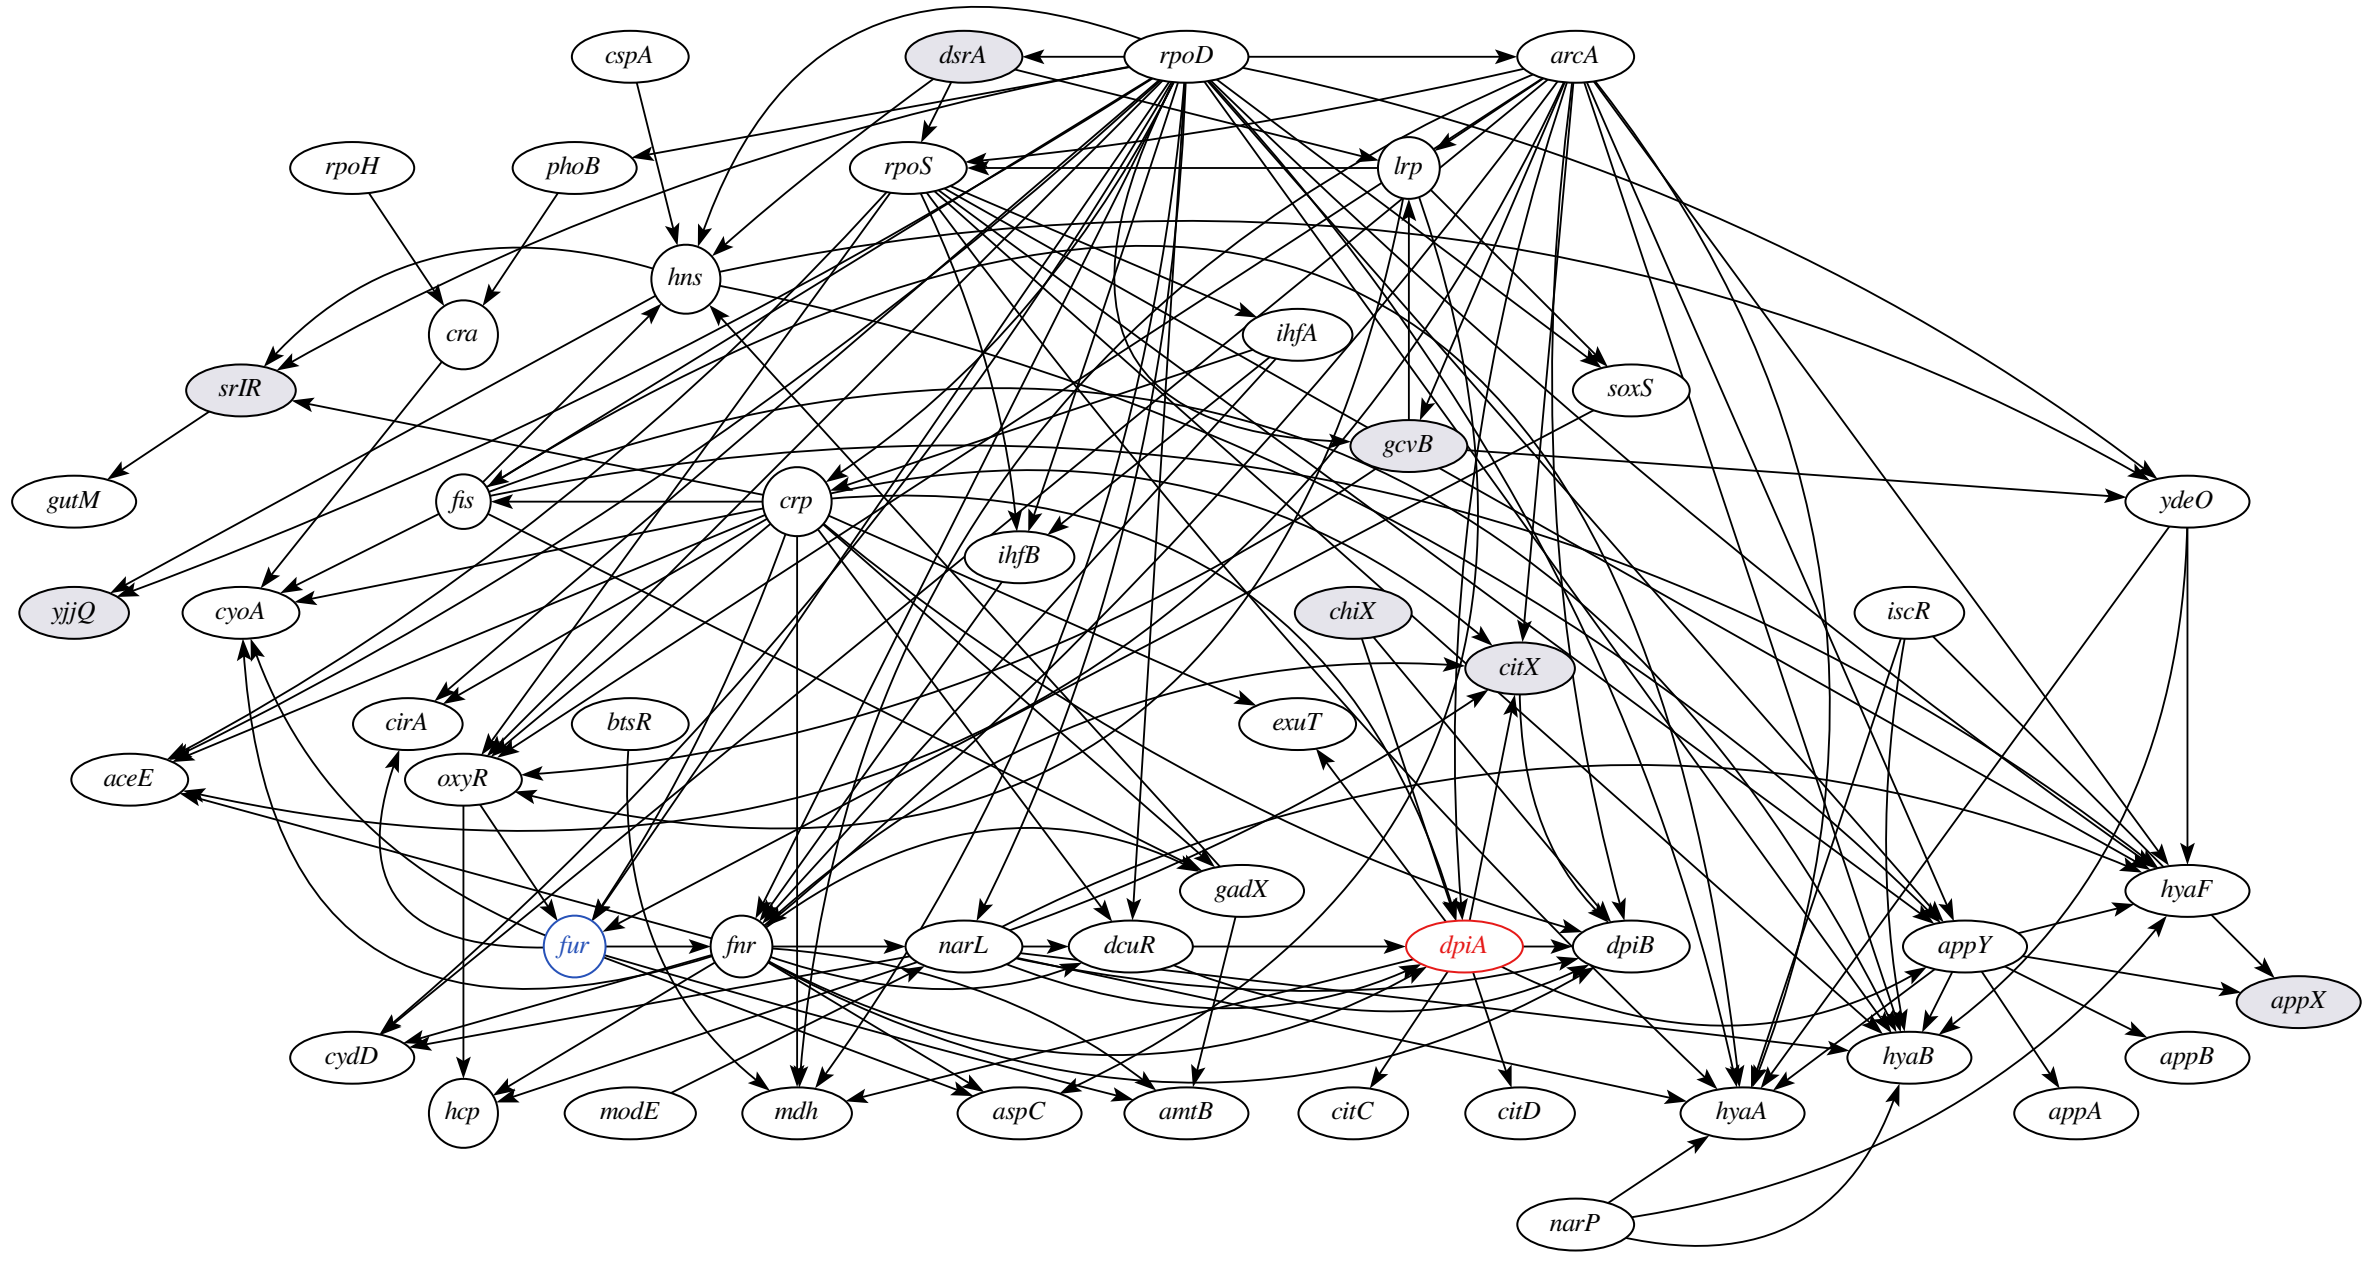 cspA
dsrA
rpoD
arcA
rpoH
phoB
rpoS
lrp
hns
cra
ihfA
srlR
soxS
gcvB
gutM
fis
crp
ydeO
ihfB
yjjQ
cyoA
chiX
iscR
citX
cirA
btsR
exuT
aceE
oxyR
gadX
hyaF
fur
fnr
narL
dcuR
dpiA
dpiB
appY
appX
cydD
hyaB
appB
hcp
modE
mdh
aspC
amtB
citC
citD
hyaA
appA
narP